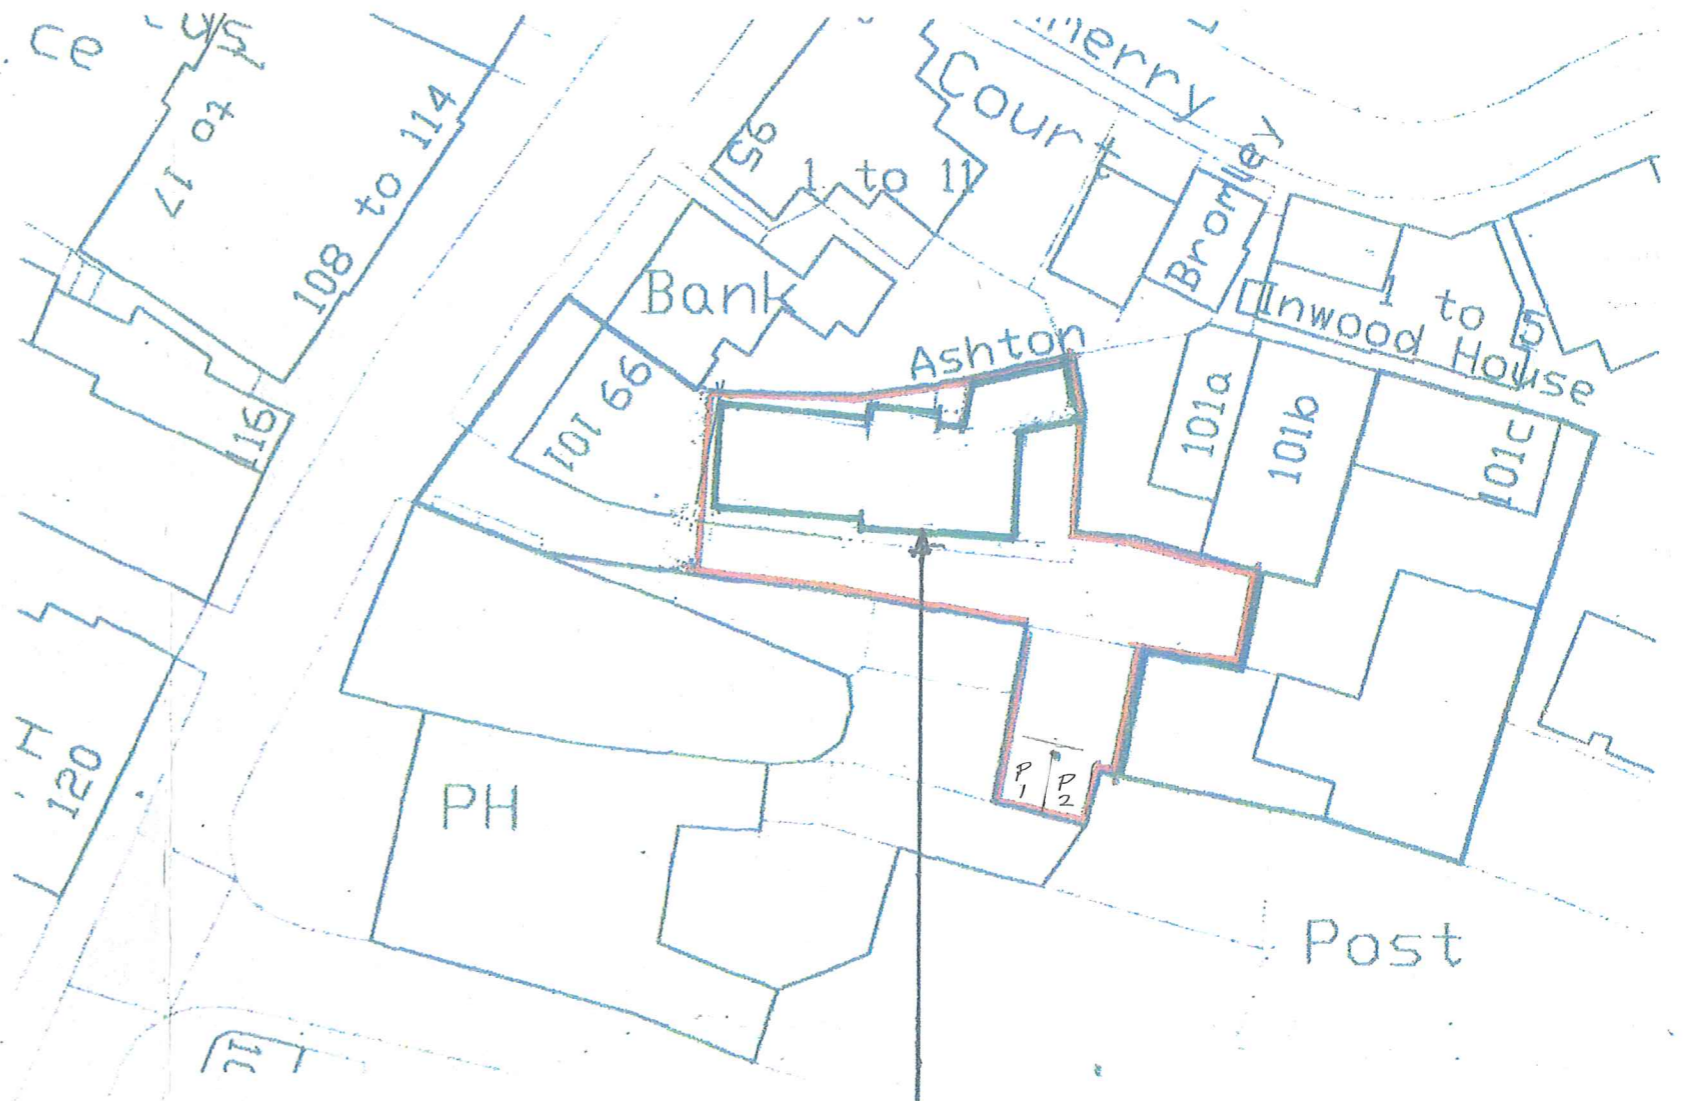 ce
to 17
108 to 114
95
1 to 11
Court
merry
Bromley
Bank
1 to 5
Inwood House
Ashton
99 101
101a
101b
101c
116
H
120
PH
P
1
P
2
Post